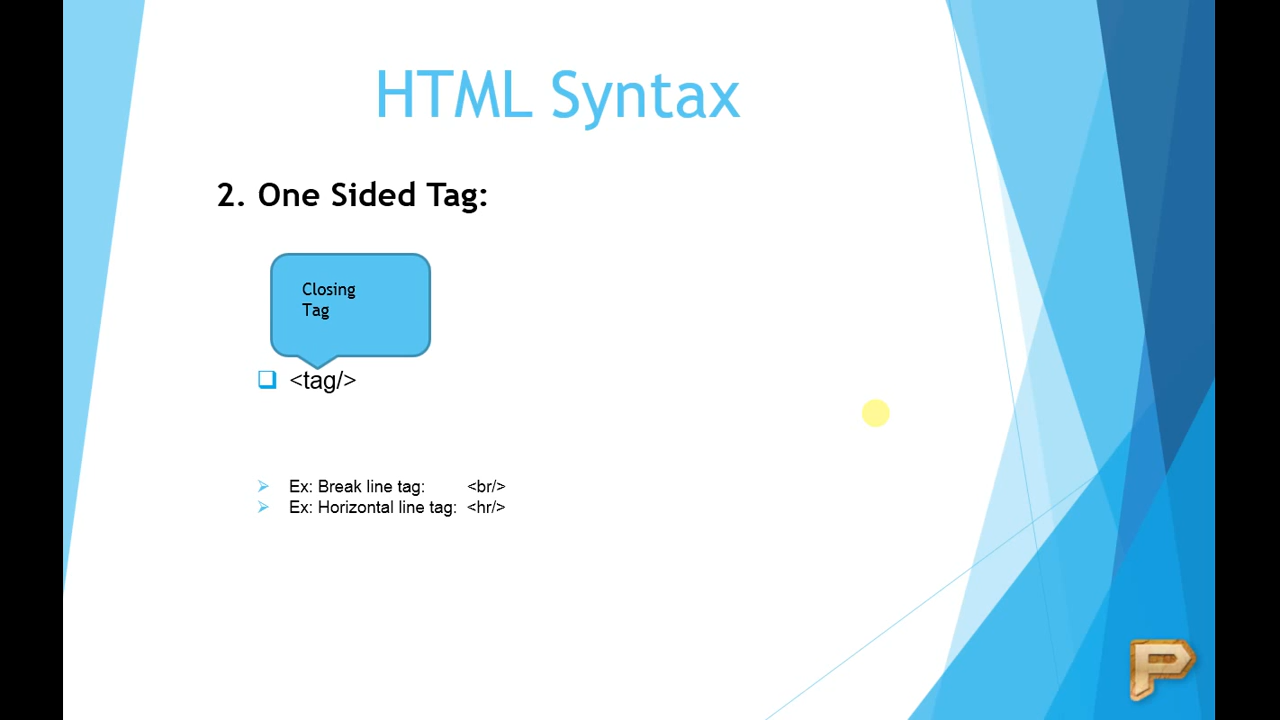 HTML Syntax
2. One Sided Tag:
Closing
Tag
<tag/>
Ex: Break line tag: <br/>
Ex: Horizontal line tag: <hr/>
P